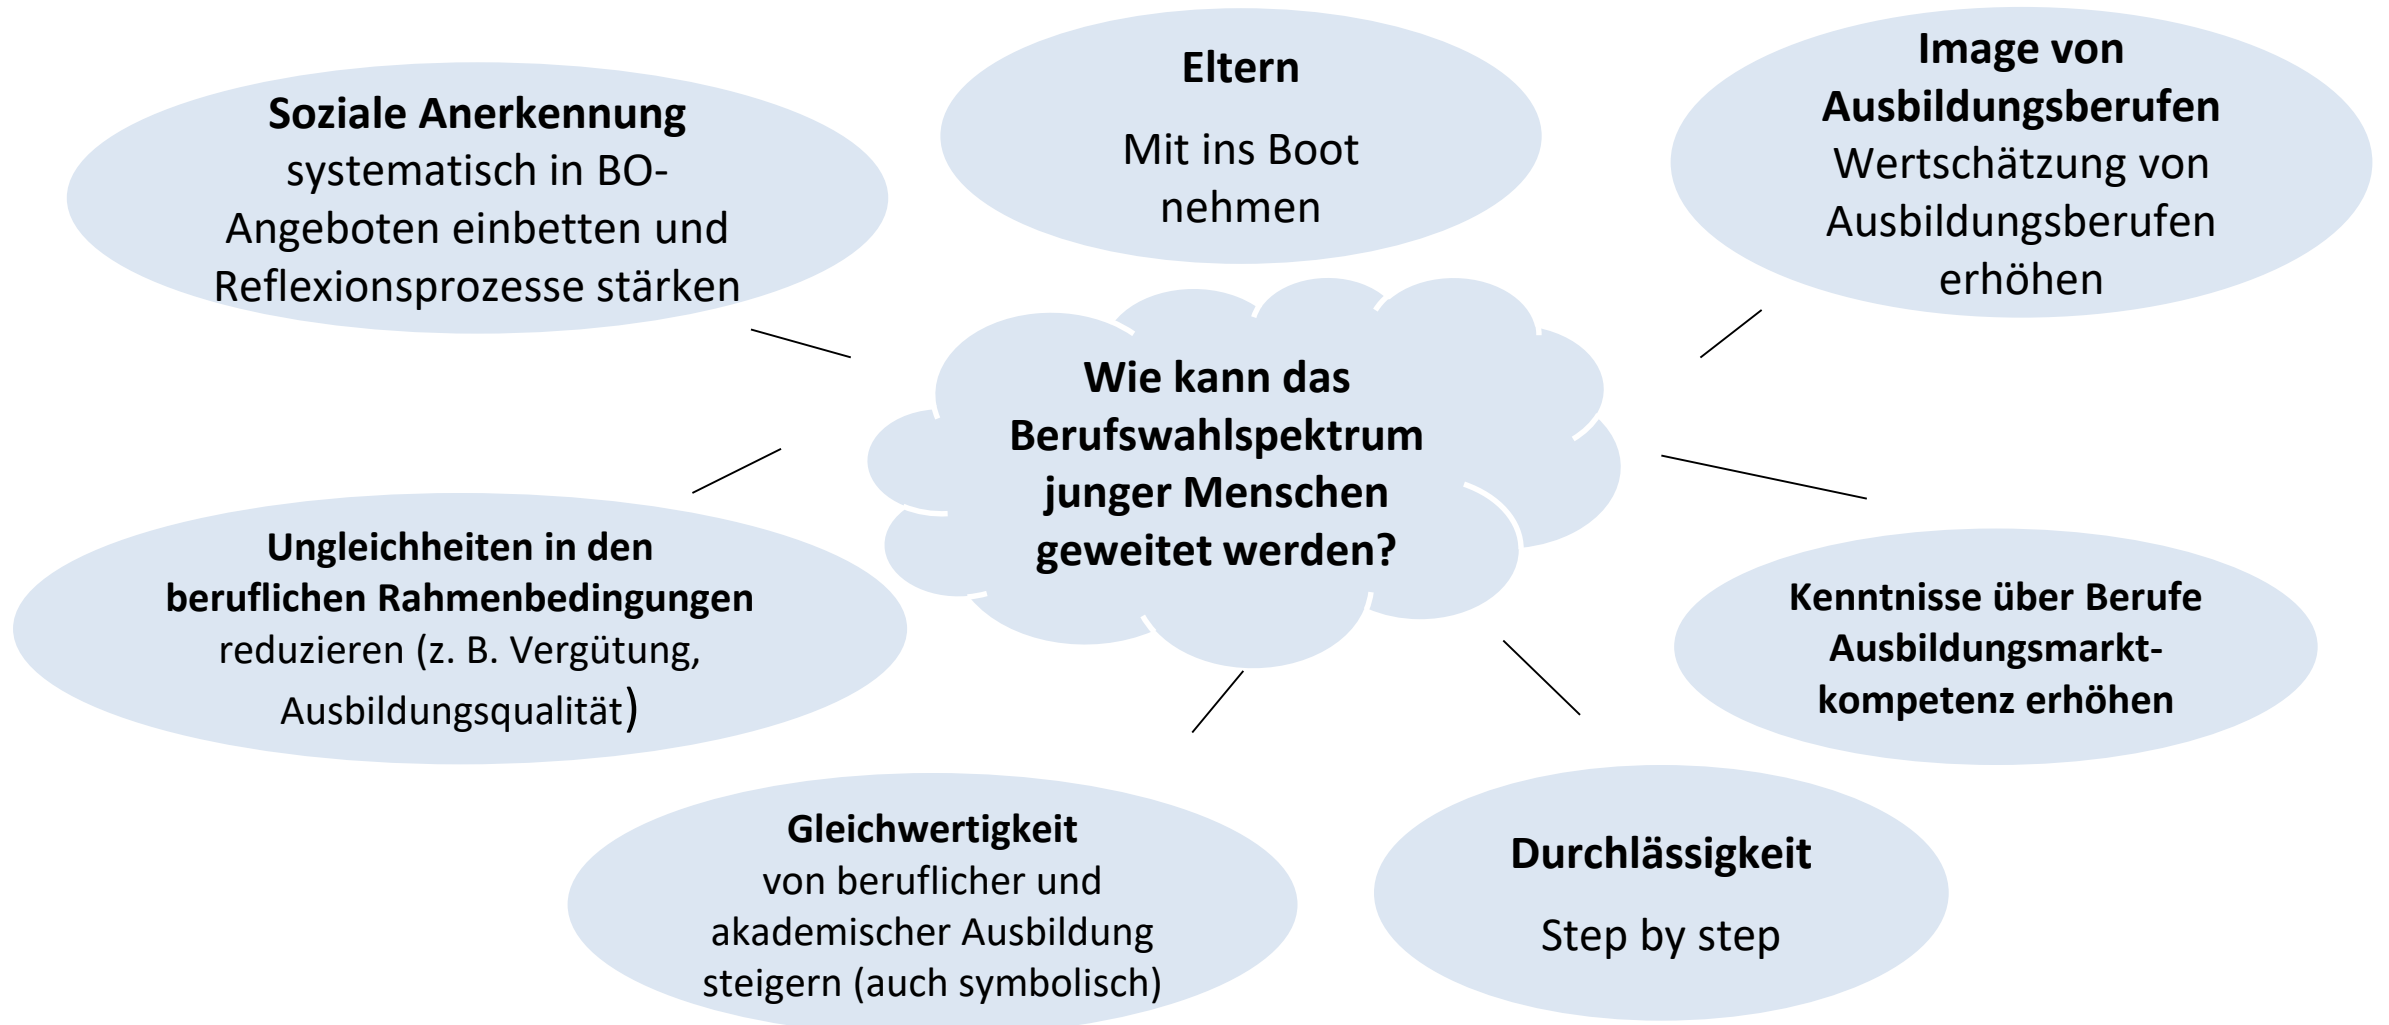 Soziale Anerkennung
systematisch in BO-
Angeboten einbetten und
Reflexionsprozesse stärken
Eltern
Mit ins Boot
nehmen
Image von
Ausbildungsberufen
Wertschätzung von
Ausbildungsberufen
erhöhen
Wie kann das
Berufswahlspektrum
junger Menschen
geweitet werden?
Ungleichheiten in den
beruflichen Rahmenbedingungen
reduzieren (z. B. Vergütung,
Ausbildungsqualität)
Kenntnisse über Berufe
Ausbildungsmarkt-
kompetenz erhöhen
Gleichwertigkeit
von beruflicher und
akademischer Ausbildung
steigern (auch symbolisch)
Durchlässigkeit
Step by step